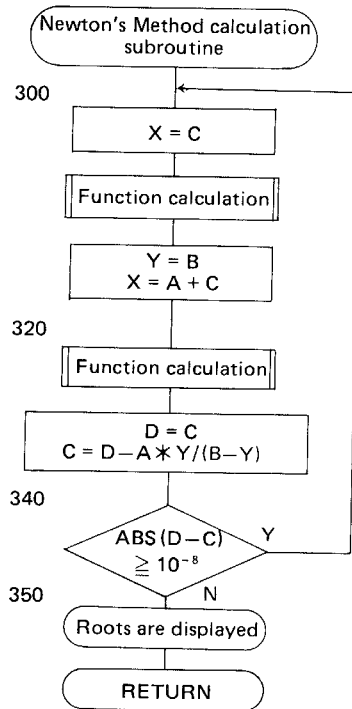 Newton's Method calculation
subroutine
300
X = C
Function calculation
Y = B
X = A + C
320
Function calculation
D = C
C = D − A ∗ Y/(B−Y)
340
ABS (D−C)
≧ 10⁻⁸
Y
350
N
Roots are displayed
RETURN